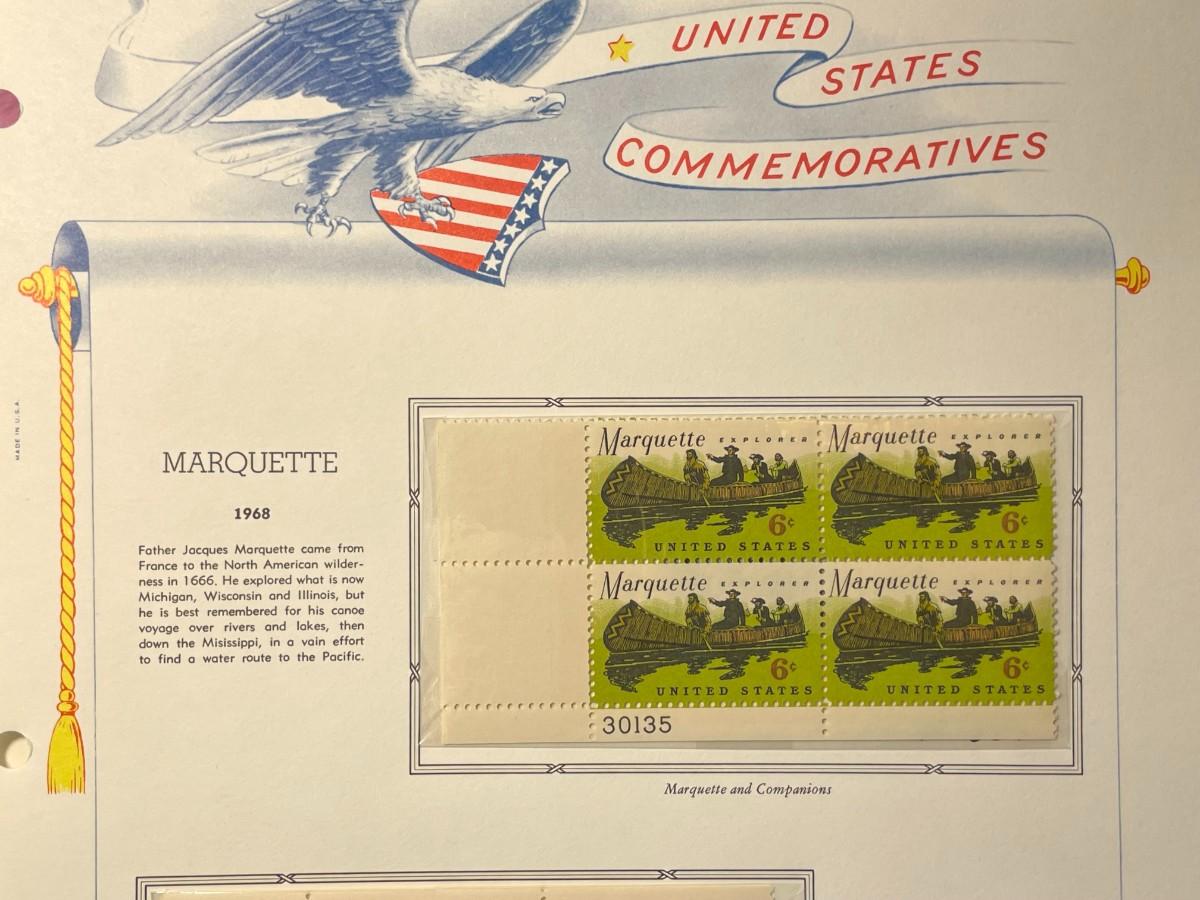 UNITED
STATES
COMMEMORATIVES
MADE IN U.S.A.
MARQUETTE
1968
Father Jacques Marquette came from
France to the North American wilder-
ness in 1666. He explored what is now
Michigan, Wisconsin and Illinois, but
he is best remembered for his canoe
voyage over rivers and lakes, then
down the Misissippi, in a vain effort
to find a water route to the Pacific.
Marquette EXPLORER
6¢
UNITED STATES
Marquette EXPLORER
6¢
UNITED STATES
Marquette EXPLORER
6¢
UNITED STATES
Marquette EXPLORER
6¢
UNITED STATES
30135
Marquette and Companions